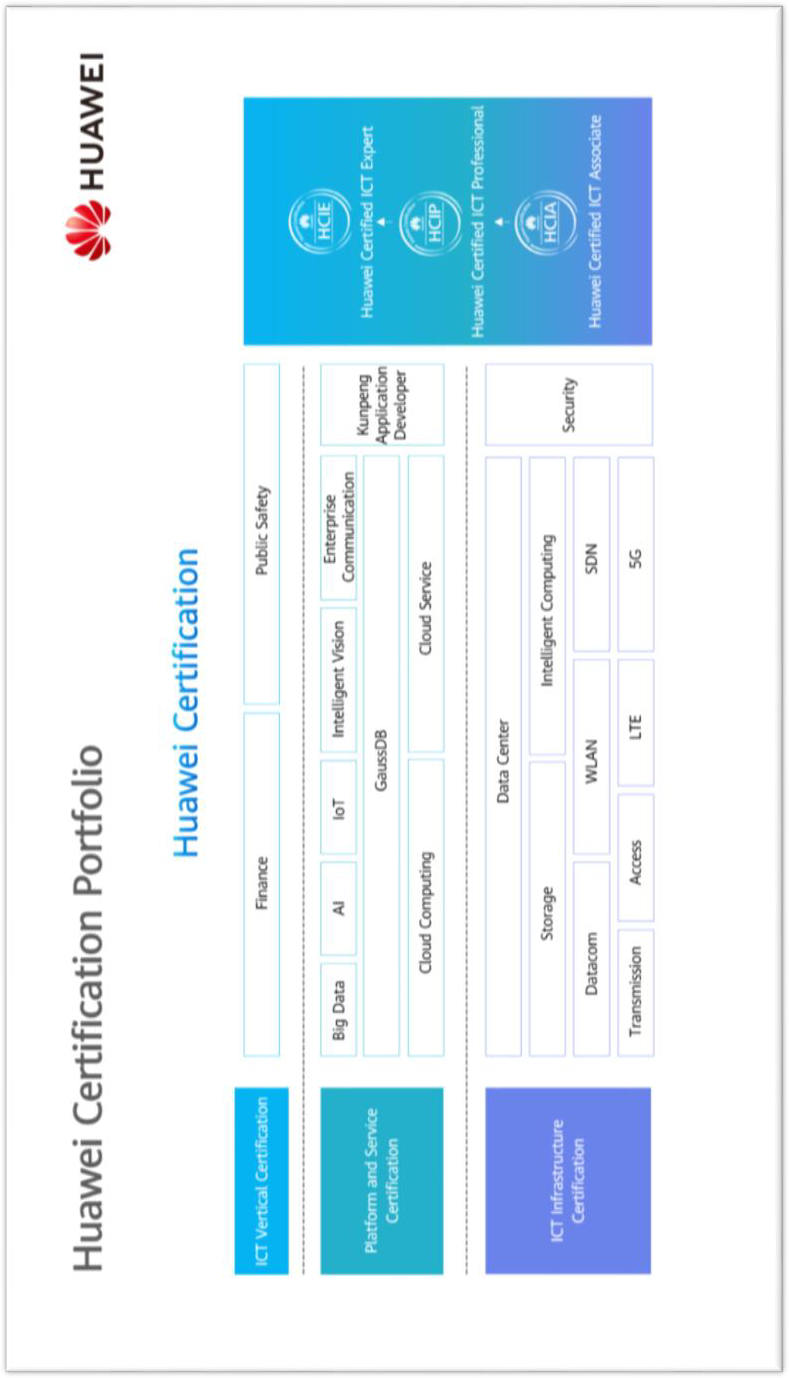 Huawei Certification Portfolio
HUAWEI
Huawei Certification
ICT Vertical Certification
Finance
Public Safety
Platform and Service
Certification
Big Data
AI
IoT
Intelligent Vision
Enterprise
Communication
Kunpeng
Application
Developer
GaussDB
Cloud Computing
Cloud Service
ICT Infrastructure
Certification
Data Center
Security
Storage
Intelligent Computing
Datacom
WLAN
SDN
Transmission
Access
LTE
5G
HCIE
Huawei Certified ICT Expert
HCIP
Huawei Certified ICT Professional
HCIA
Huawei Certified ICT Associate